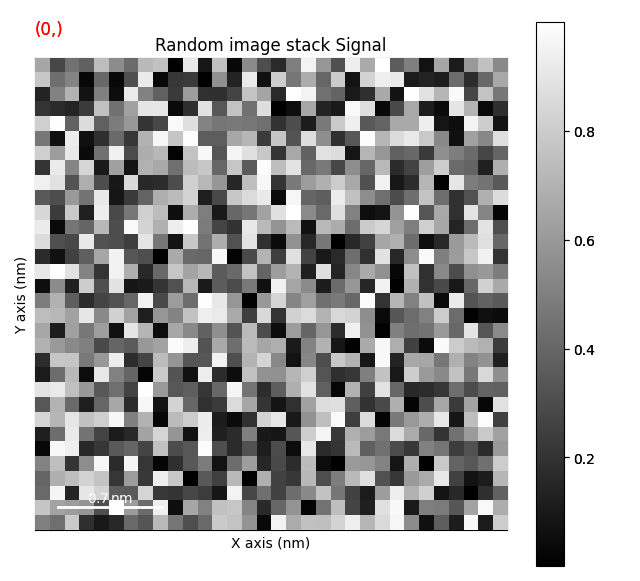 (0,)
Random image stack Signal
0.8
0.6
0.4
0.2
Y axis (nm)
0.7 nm
X axis (nm)